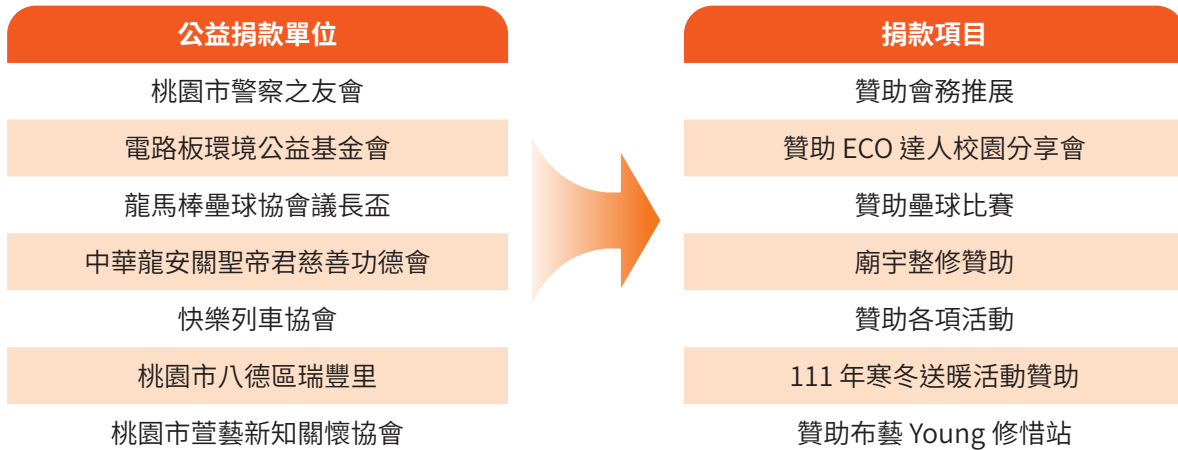 公益捐款單位
捐款項目
桃園市警察之友會
贊助會務推展
電路板環境公益基金會
贊助 ECO 達人校園分享會
龍馬棒壘球協會議長盃
贊助壘球比賽
中華龍安關聖帝君慈善功德會
廟宇整修贊助
快樂列車協會
贊助各項活動
桃園市八德區瑞豐里
111 年寒冬送暖活動贊助
桃園市萱藝新知關懷協會
贊助布藝 Young 修惜站